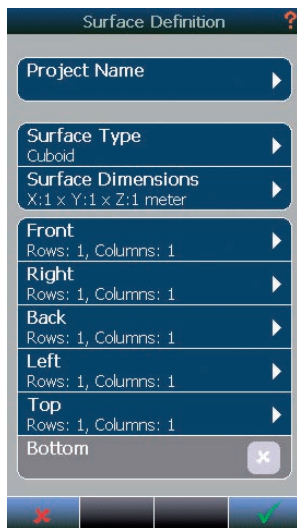 Surface Definition ?
Project Name
Surface Type
Cuboid
Surface Dimensions
X:1 x Y:1 x Z:1 meter
Front
Rows: 1, Columns: 1
Right
Rows: 1, Columns: 1
Back
Rows: 1, Columns: 1
Left
Rows: 1, Columns: 1
Top
Rows: 1, Columns: 1
Bottom